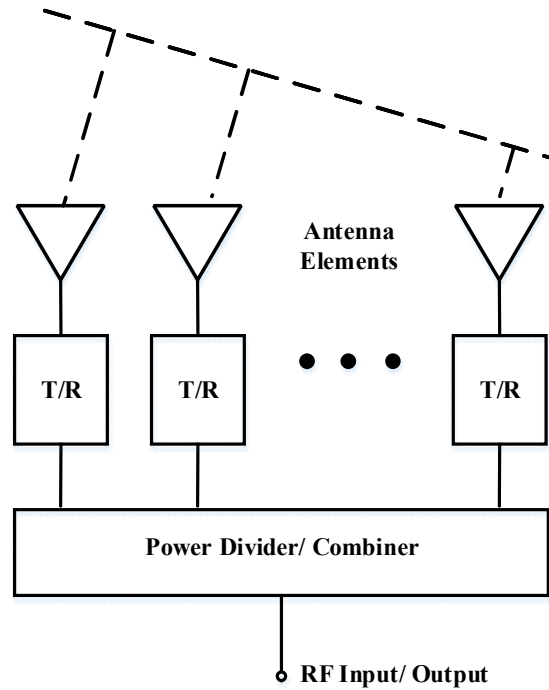 Antenna
Elements
T/R
T/R
T/R
Power Divider/ Combiner
RF Input/ Output